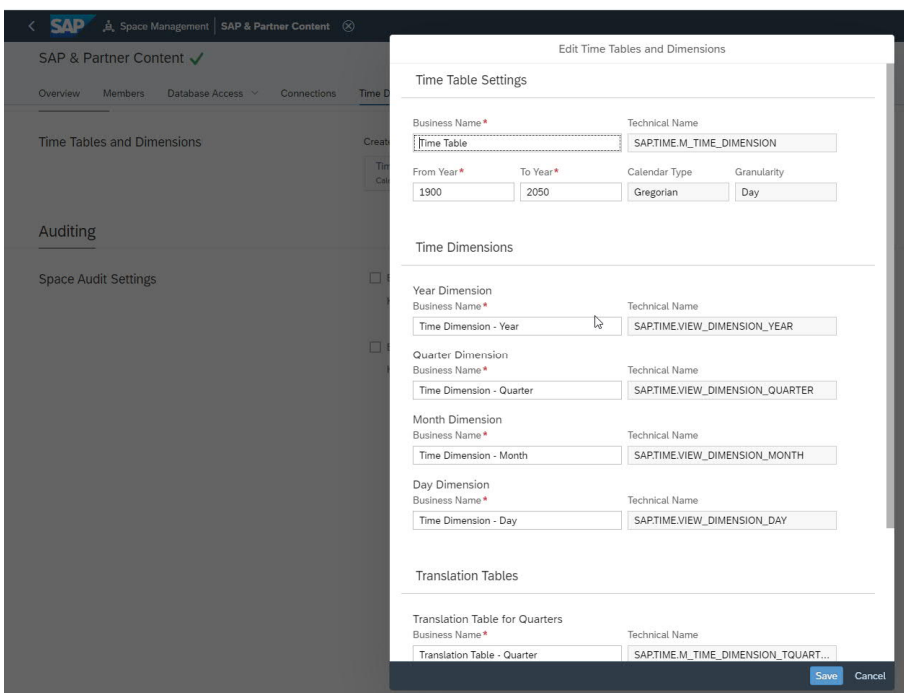 SAP Space Management SAP & Partner Content
SAP & Partner Content
Overview Members Database Access Connections Time D
Time Tables and Dimensions
Auditing
Space Audit Settings
Edit Time Tables and Dimensions
Time Table Settings
Business Name* Technical Name
Time Table SAP.TIME.M_TIME_DIMENSION
From Year* To Year* Calendar Type Granularity
1900 2050 Gregorian Day
Time Dimensions
Year Dimension
Business Name* Technical Name
Time Dimension - Year SAP.TIME.VIEW_DIMENSION_YEAR
Quarter Dimension
Business Name* Technical Name
Time Dimension - Quarter SAP.TIME.VIEW_DIMENSION_QUARTER
Month Dimension
Business Name* Technical Name
Time Dimension - Month SAP.TIME.VIEW_DIMENSION_MONTH
Day Dimension
Business Name* Technical Name
Time Dimension - Day SAP.TIME.VIEW_DIMENSION_DAY
Translation Tables
Translation Table for Quarters
Business Name* Technical Name
Translation Table - Quarter SAP.TIME.M_TIME_DIMENSION_TQUART...
Save Cancel